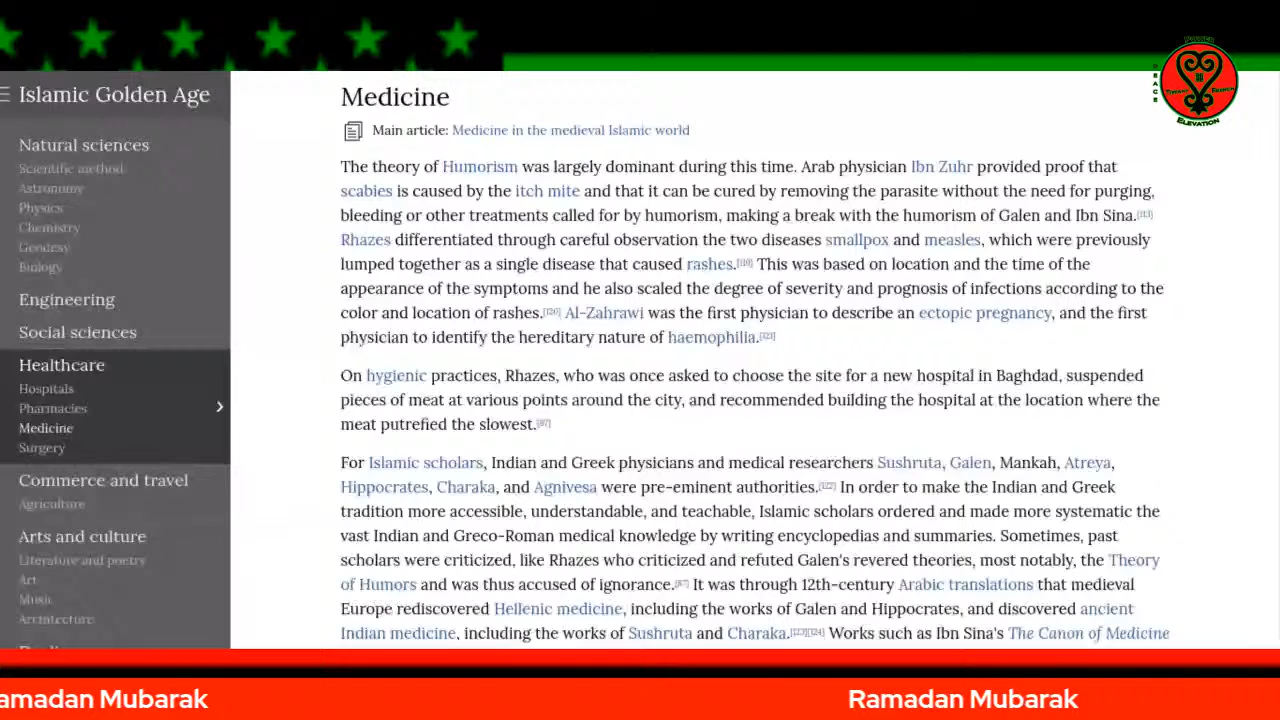 Islamic Golden Age
Natural sciences
Scientific method
Astronomy
Physics
Chemistry
Geodesy
Biology
Engineering
Social sciences
Healthcare
Hospitals
Pharmacies
Medicine
Surgery
Commerce and travel
Agriculture
Arts and culture
Literature and poetry
Art
Music
Architecture
Medicine
Main article: Medicine in the medieval Islamic world
The theory of Humorism was largely dominant during this time. Arab physician Ibn Zuhr provided proof that
scabies is caused by the itch mite and that it can be cured by removing the parasite without the need for purging,
bleeding or other treatments called for by humorism, making a break with the humorism of Galen and Ibn Sina.[113]
Rhazes differentiated through careful observation the two diseases smallpox and measles, which were previously
lumped together as a single disease that caused rashes.[119] This was based on location and the time of the
appearance of the symptoms and he also scaled the degree of severity and prognosis of infections according to the
color and location of rashes.[120] Al-Zahrawi was the first physician to describe an ectopic pregnancy, and the first
physician to identify the hereditary nature of haemophilia.[121]
On hygienic practices, Rhazes, who was once asked to choose the site for a new hospital in Baghdad, suspended
pieces of meat at various points around the city, and recommended building the hospital at the location where the
meat putrefied the slowest.[87]
For Islamic scholars, Indian and Greek physicians and medical researchers Sushruta, Galen, Mankah, Atreya,
Hippocrates, Charaka, and Agnivesa were pre-eminent authorities.[122] In order to make the Indian and Greek
tradition more accessible, understandable, and teachable, Islamic scholars ordered and made more systematic the
vast Indian and Greco-Roman medical knowledge by writing encyclopedias and summaries. Sometimes, past
scholars were criticized, like Rhazes who criticized and refuted Galen's revered theories, most notably, the Theory
of Humors and was thus accused of ignorance.[87] It was through 12th-century Arabic translations that medieval
Europe rediscovered Hellenic medicine, including the works of Galen and Hippocrates, and discovered ancient
Indian medicine, including the works of Sushruta and Charaka.[123][124] Works such as Ibn Sina's The Canon of Medicine
POWER
PEACE
ELEVATION
amadan Mubarak
Ramadan Mubarak